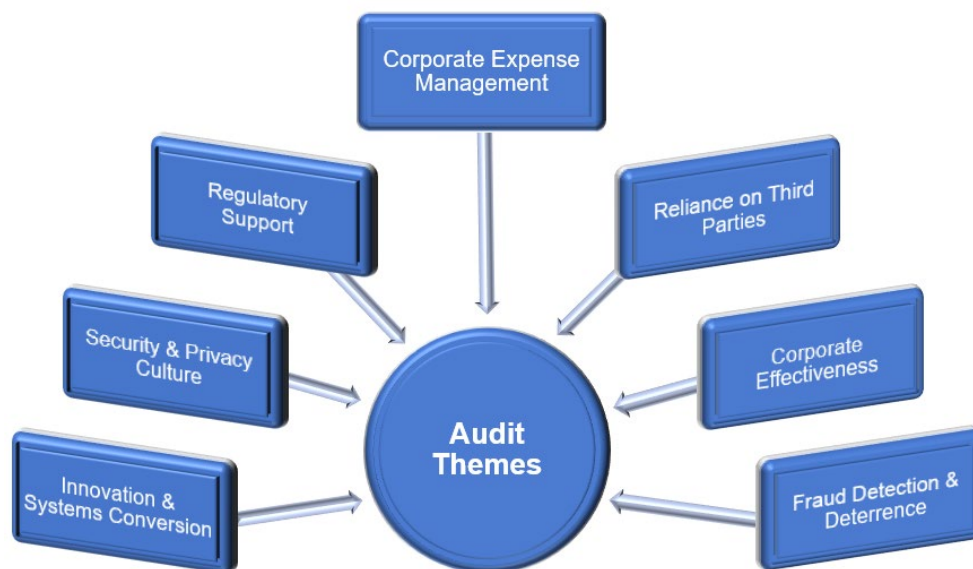 Corporate Expense
Management
Regulatory
Support
Reliance on Third
Parties
Security & Privacy
Culture
Corporate
Effectiveness
Audit
Themes
Innovation &
Systems Conversion
Fraud Detection &
Deterrence